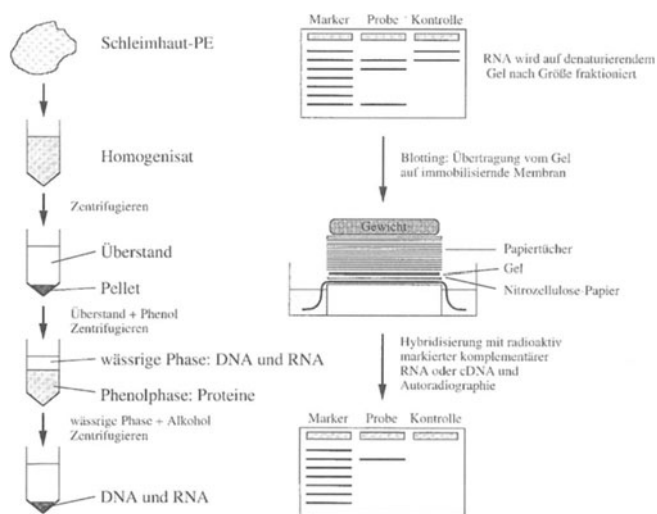 Schleimhaut-PE
Homogenisat
Zentrifugieren
Überstand
Pellet
Überstand + Phenol
Zentrifugieren
wässrige Phase: DNA und RNA
Phenolphase: Proteine
wässrige Phase + Alkohol
Zentrifugieren
DNA und RNA
Marker Probe Kontrolle
RNA wird auf denaturierendem
Gel nach Größe fraktioniert
Blotting: Übertragung vom Gel
auf immobilisiernde Membran
Gewicht
Papiertücher
Gel
Nitrozellulose-Papier
Hybridisierung mit radioaktiv
markierter komplementärer
RNA oder cDNA und
Autoradiographie
Marker Probe Kontrolle